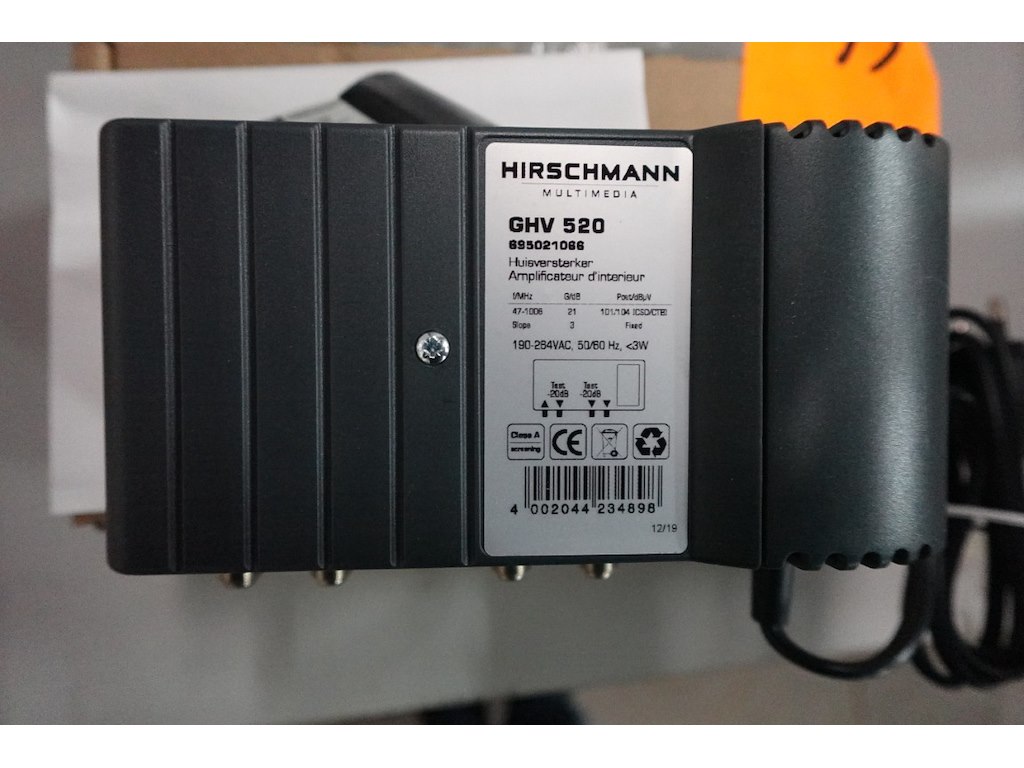 HIRSCHMANN
MULTIMEDIA
GHV 520
695021066
Huisversterker
Amplificateur d'interieur
f/MHz G/dB Pout/dBµV
47-1006 21 101/104 (CSO/CTB)
Slope 3 Fixed
190-264VAC, 50/60 Hz, <3W
Test Test
-20dB -20dB
Class A
screening
CE
4 002044 234898
12/19